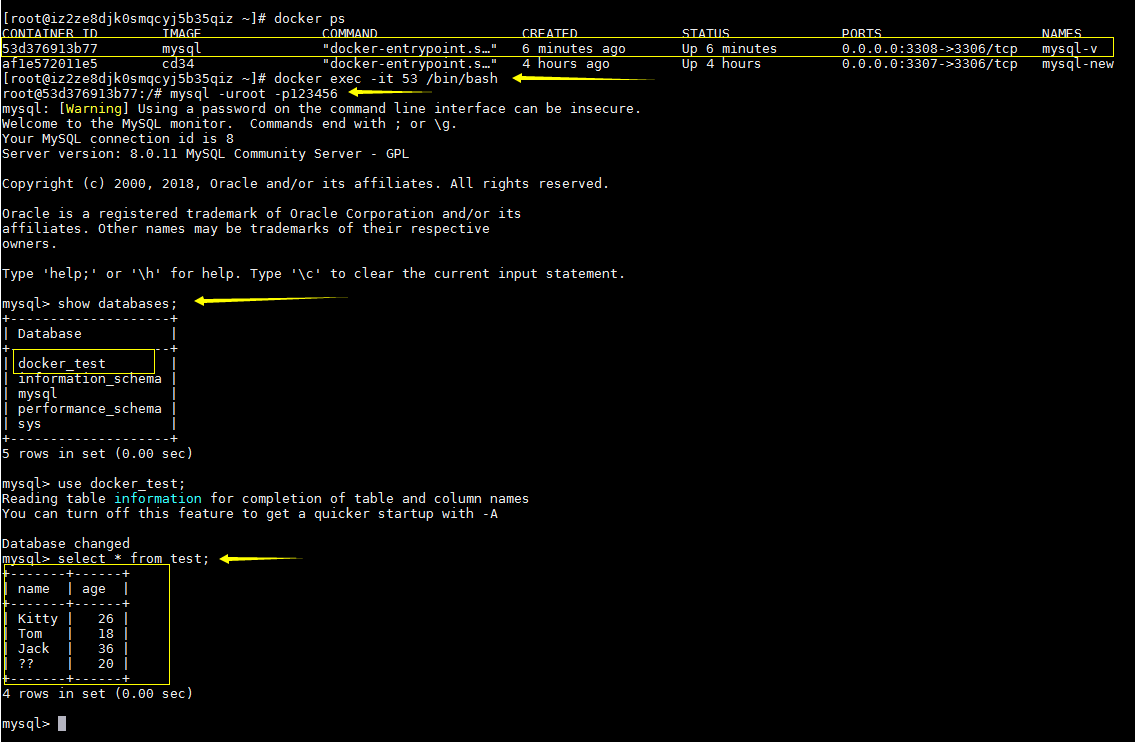 [root@iz2ze8djk0smqcyj5b35qiz ~]# docker ps
CONTAINER ID        IMAGE               COMMAND                  CREATED             STATUS              PORTS                    NAMES
53d376913b77        mysql               "docker-entrypoint.s…"   6 minutes ago       Up 6 minutes        0.0.0.0:3308->3306/tcp   mysql-v
af1e572011e5        cd34                "docker-entrypoint.s…"   4 hours ago         Up 4 hours          0.0.0.0:3307->3306/tcp   mysql-new
[root@iz2ze8djk0smqcyj5b35qiz ~]# docker exec -it 53 /bin/bash
root@53d376913b77:/# mysql -uroot -p123456
mysql: [Warning] Using a password on the command line interface can be insecure.
Welcome to the MySQL monitor.  Commands end with ; or \g.
Your MySQL connection id is 8
Server version: 8.0.11 MySQL Community Server - GPL

Copyright (c) 2000, 2018, Oracle and/or its affiliates. All rights reserved.

Oracle is a registered trademark of Oracle Corporation and/or its
affiliates. Other names may be trademarks of their respective
owners.

Type 'help;' or '\h' for help. Type '\c' to clear the current input statement.

mysql> show databases;
+--------------------+
| Database           |
+--------------------+
| docker_test        |
| information_schema |
| mysql              |
| performance_schema |
| sys                |
+--------------------+
5 rows in set (0.00 sec)

mysql> use docker_test;
Reading table information for completion of table and column names
You can turn off this feature to get a quicker startup with -A

Database changed
mysql> select * from test;
+-------+------+
| name  | age  |
+-------+------+
| Kitty |   26 |
| Tom   |   18 |
| Jack  |   36 |
| ??    |   20 |
+-------+------+
4 rows in set (0.00 sec)

mysql>